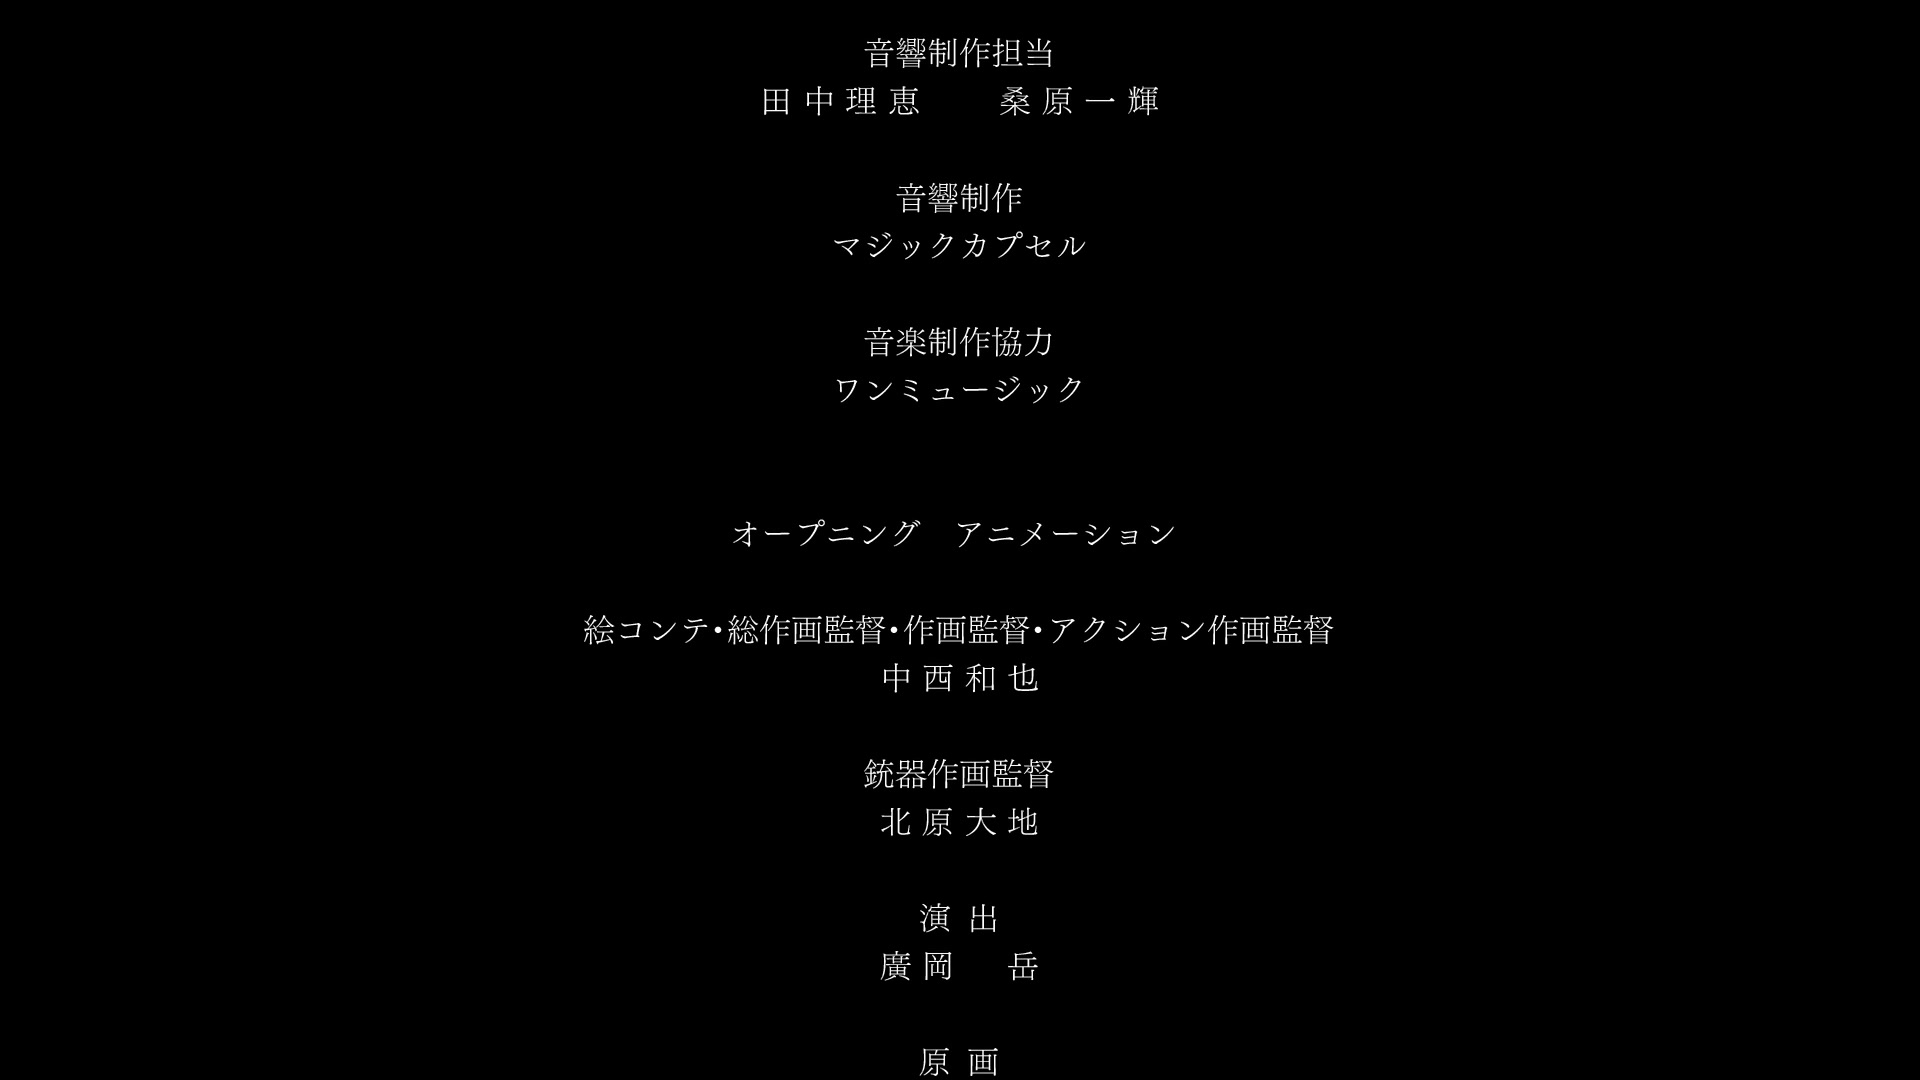 音響制作担当
田中理恵　桑原一輝
音響制作
マジックカプセル
音楽制作協力
ワンミュージック
オープニング　アニメーション
絵コンテ・総作画監督・作画監督・アクション作画監督
中西和也
銃器作画監督
北原大地
演出
廣岡　岳
原画